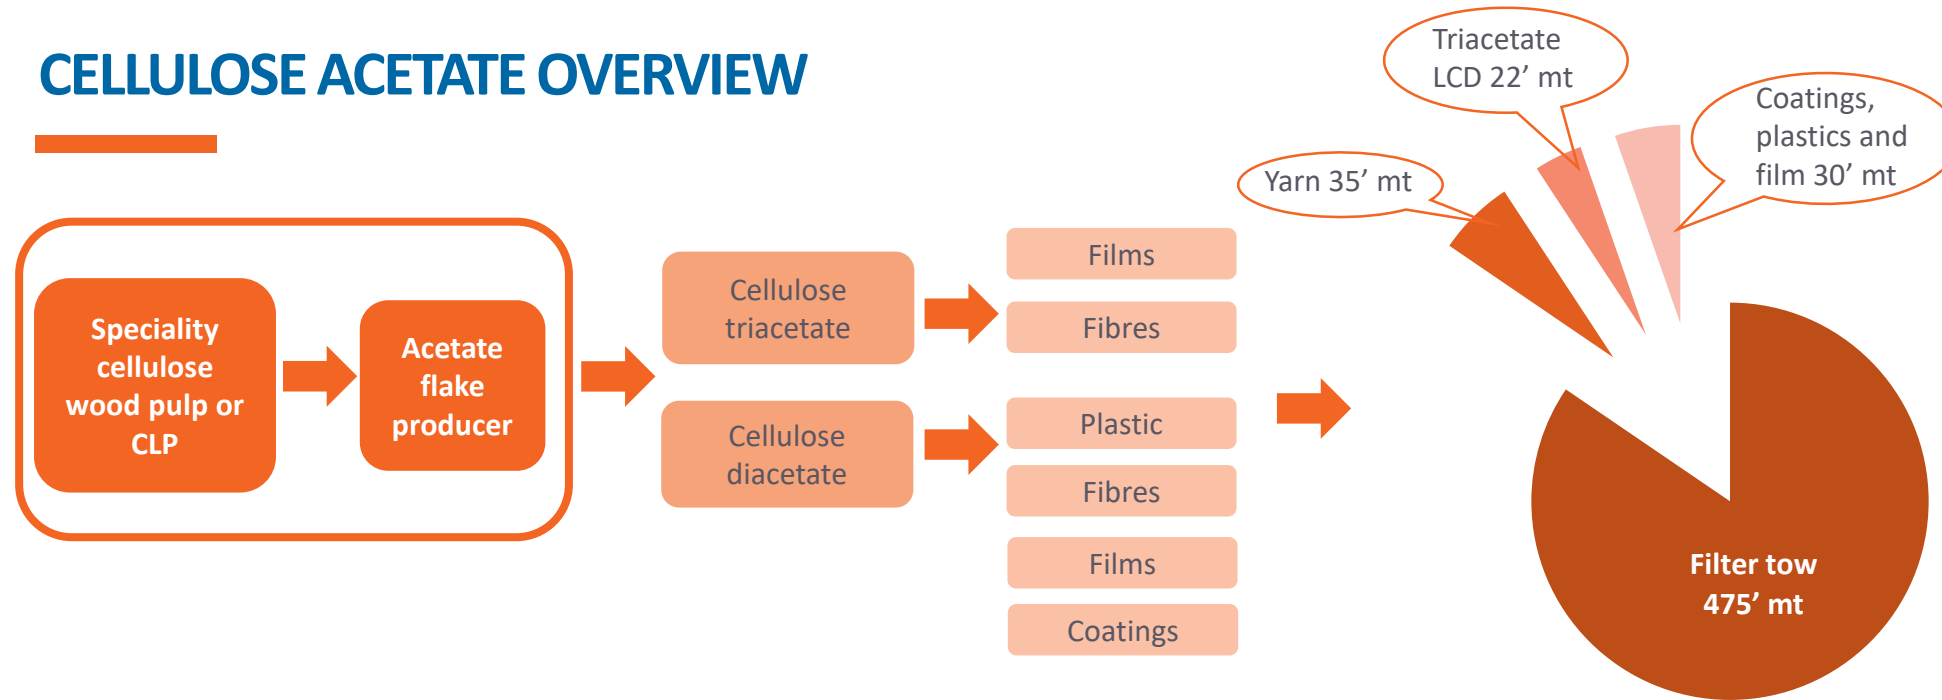 CELLULOSE ACETATE OVERVIEW
Speciality
cellulose
wood pulp or
CLP
Acetate
flake
producer
Cellulose
triacetate
Cellulose
diacetate
Films
Fibres
Plastic
Fibres
Films
Coatings
Yarn 35’ mt
Triacetate
LCD 22’ mt
Coatings,
plastics and
film 30’ mt
Filter tow
475’ mt